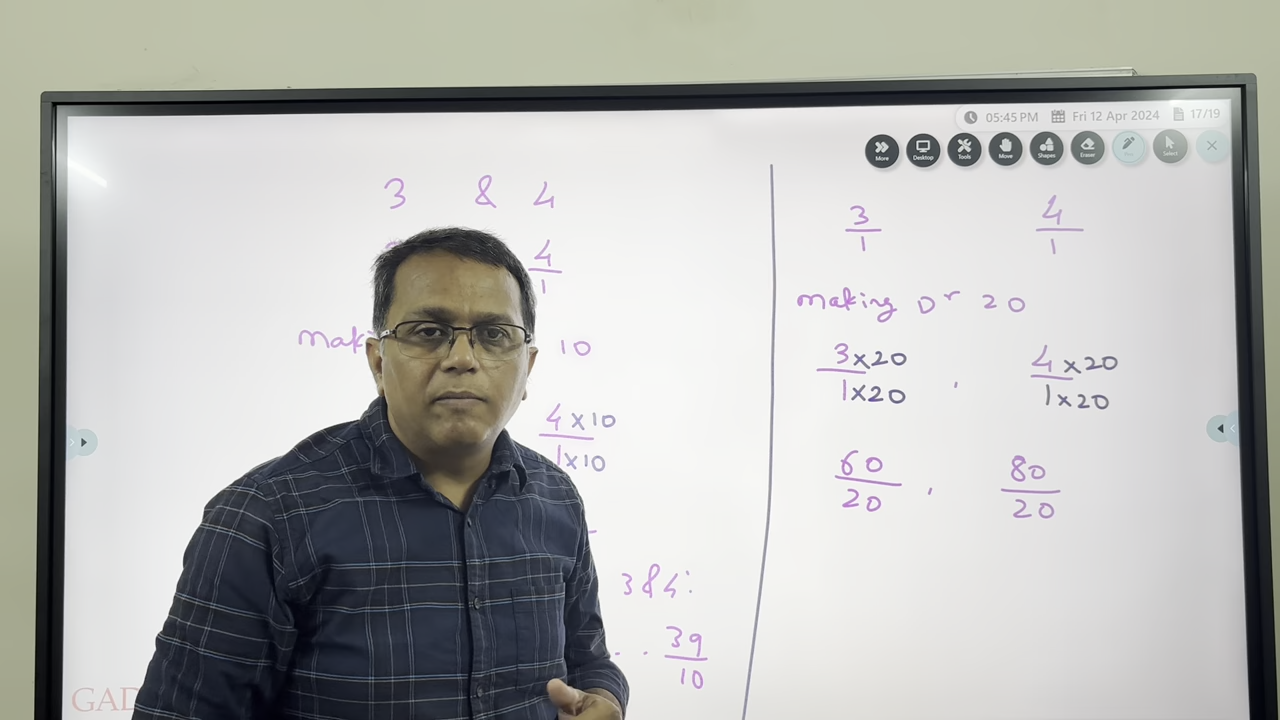 05:45 PM Fri 12 Apr 2024 17/19
More Desktop Tools Move Shapes Eraser Select
3 & 4
4
1
10
4 x 10
1 x 10
3 & 4:
. . 39
10
3 4
1 1
making Dr 20
3 x 20 , 4 x 20
1 x 20 1 x 20
60 , 80
20 20
GAD